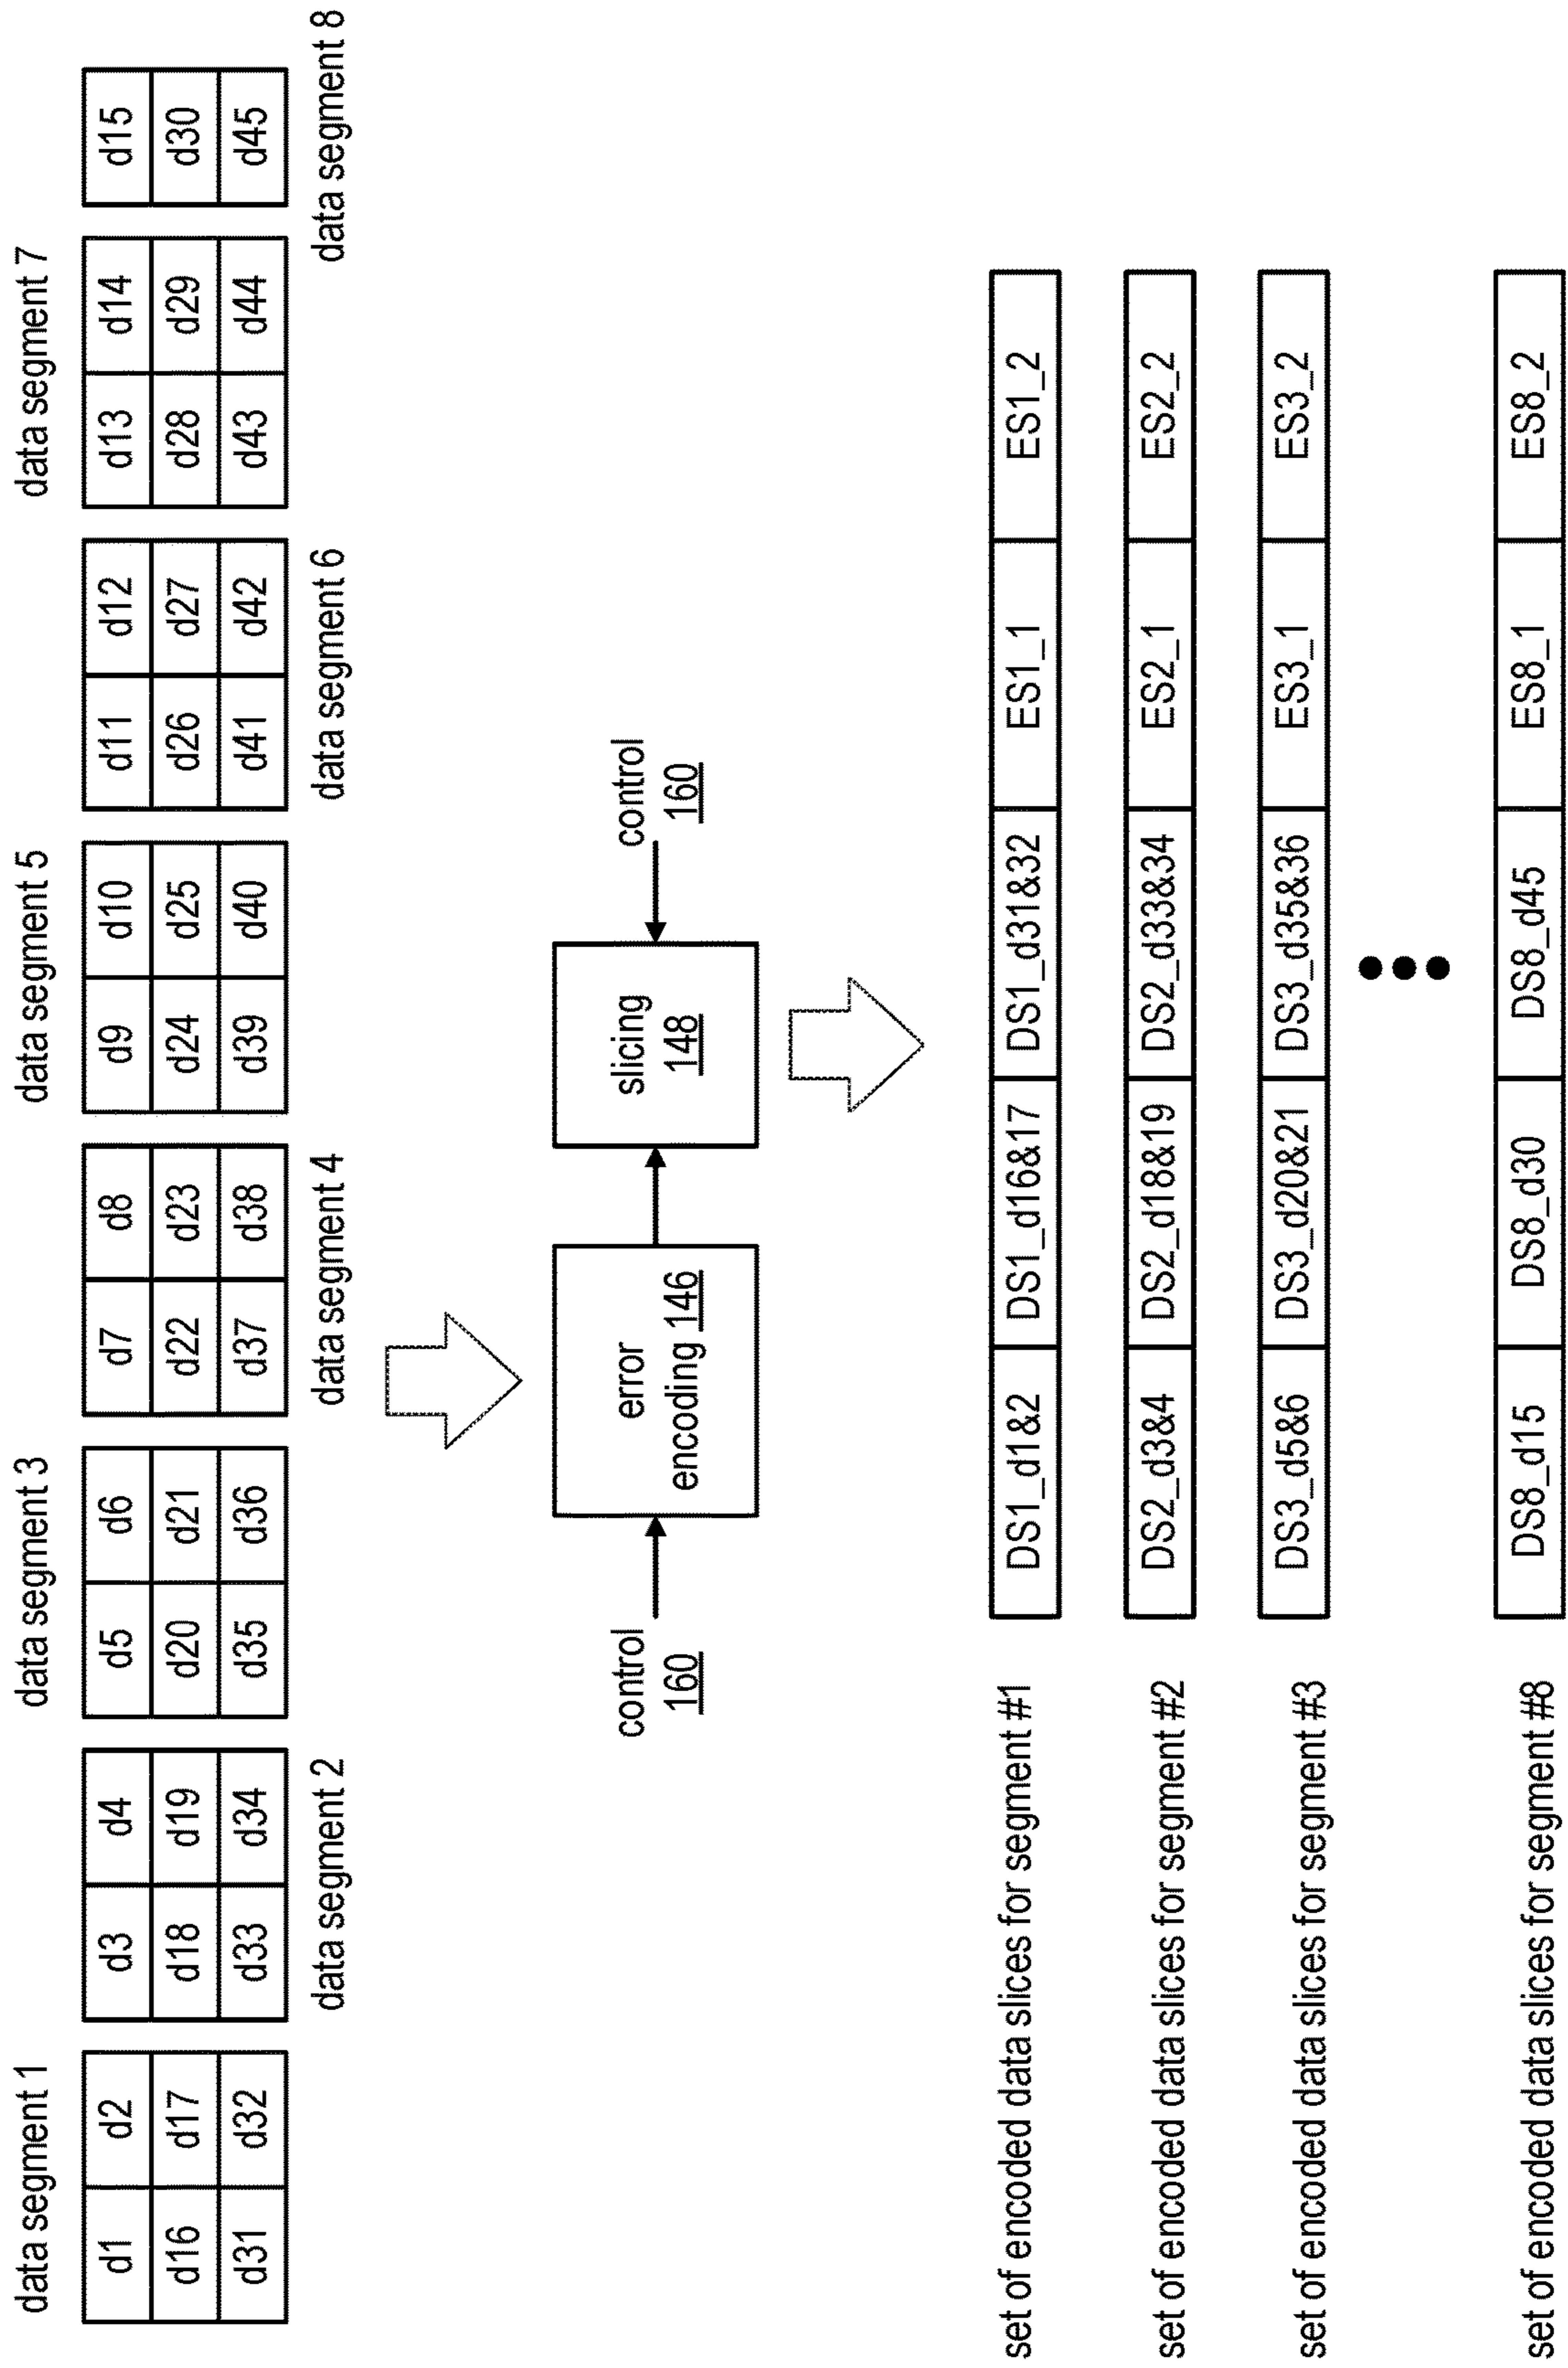 data segment 1
data segment 3
data segment 5
data segment 7
d1 d2 d3 d4 d5 d6 d7 d8 d9 d10 d11 d12 d13 d14 d15
d16 d17 d18 d19 d20 d21 d22 d23 d24 d25 d26 d27 d28 d29 d30
d31 d32 d33 d34 d35 d36 d37 d38 d39 d40 d41 d42 d43 d44 d45
data segment 2
data segment 4
data segment 6
data segment 8
control
160
error
encoding 146
slicing
148
control
160
set of encoded data slices for segment #1 DS1_d1&2 DS1_d16&17 DS1_d31&32 ES1_1 ES1_2
set of encoded data slices for segment #2 DS2_d3&4 DS2_d18&19 DS2_d33&34 ES2_1 ES2_2
set of encoded data slices for segment #3 DS3_d5&6 DS3_d20&21 DS3_d35&36 ES3_1 ES3_2
set of encoded data slices for segment #8 DS8_d15 DS8_d30 DS8_d45 ES8_1 ES8_2